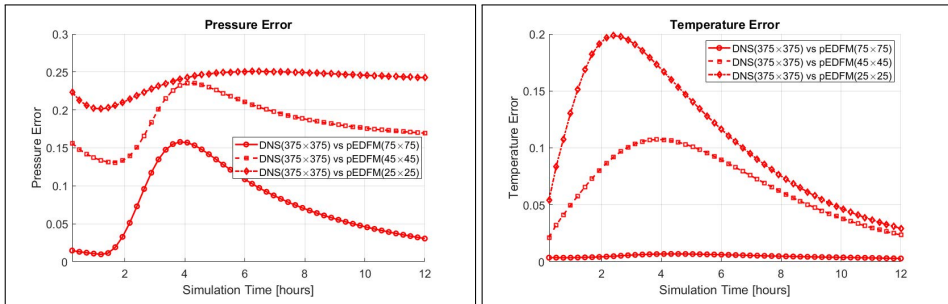 Pressure Error
0.3
0.25
0.2
0.15
0.1
0.05
0
Pressure Error
DNS(375×375) vs pEDFM(75×75)
DNS(375×375) vs pEDFM(45×45)
DNS(375×375) vs pEDFM(25×25)
2 4 6 8 10 12
Simulation Time [hours]
Temperature Error
0.2
0.15
0.1
0.05
0
Temperature Error
DNS(375×375) vs pEDFM(75×75)
DNS(375×375) vs pEDFM(45×45)
DNS(375×375) vs pEDFM(25×25)
2 4 6 8 10 12
Simulation Time [hours]